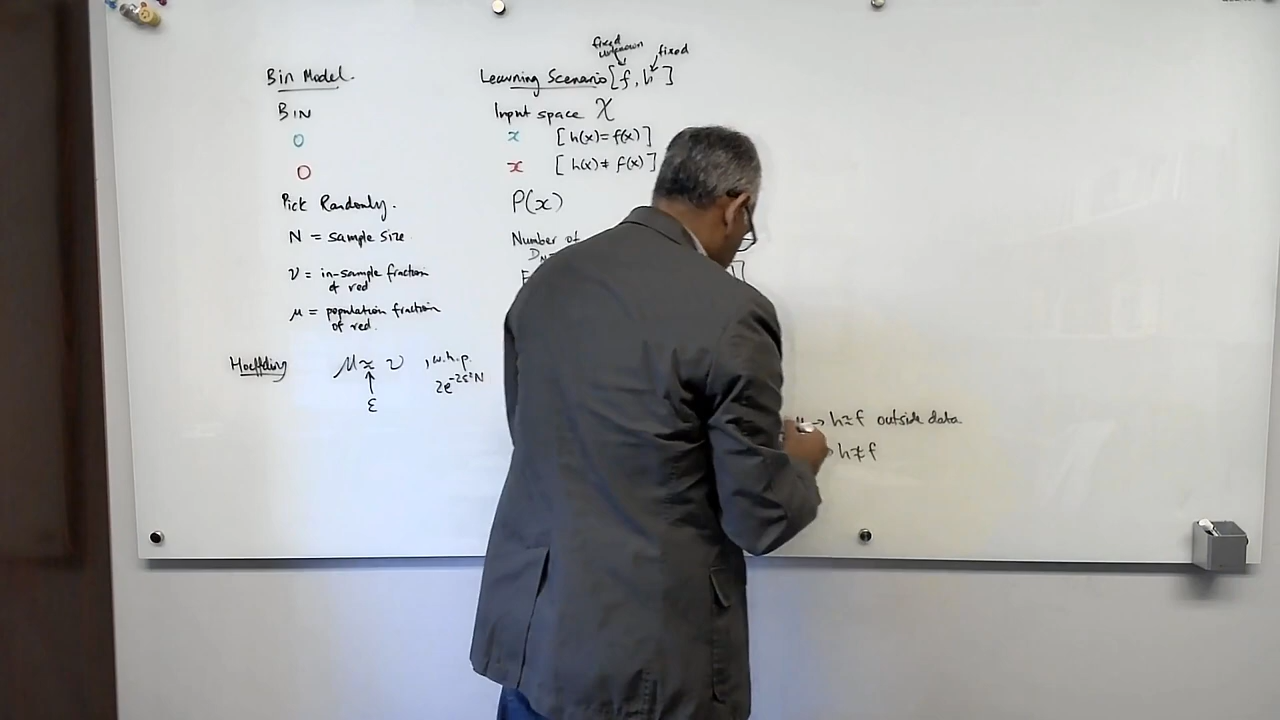 Bin Model.
BIN
O
O
Pick Randomly.
N = sample size.
ν = in-sample fraction
of red
μ = population fraction
of red.
Hoeffding μ ≈ ν , w.h.p.
2e^-2ε²N
↑
ε
fixed
unknown
fixed
Learning Scenario [f, h]
Input space X
x [h(x) = f(x)]
x [h(x) ≠ f(x)]
P(x)
Number of
D_N
→ h≈f outside data
h≉f